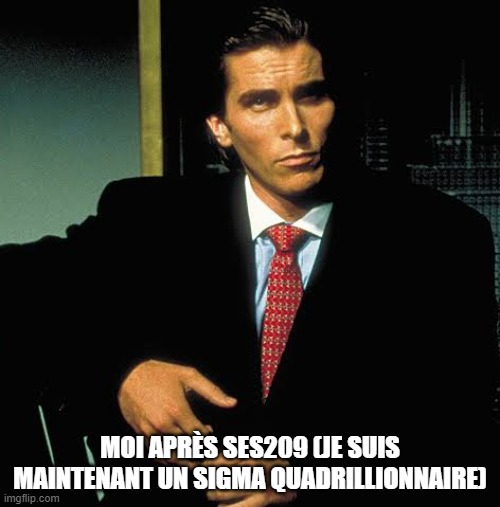 MOI APRÈS SES209 (JE SUIS
MAINTENANT UN SIGMA QUADRILLIONNAIRE)
imgflip.com